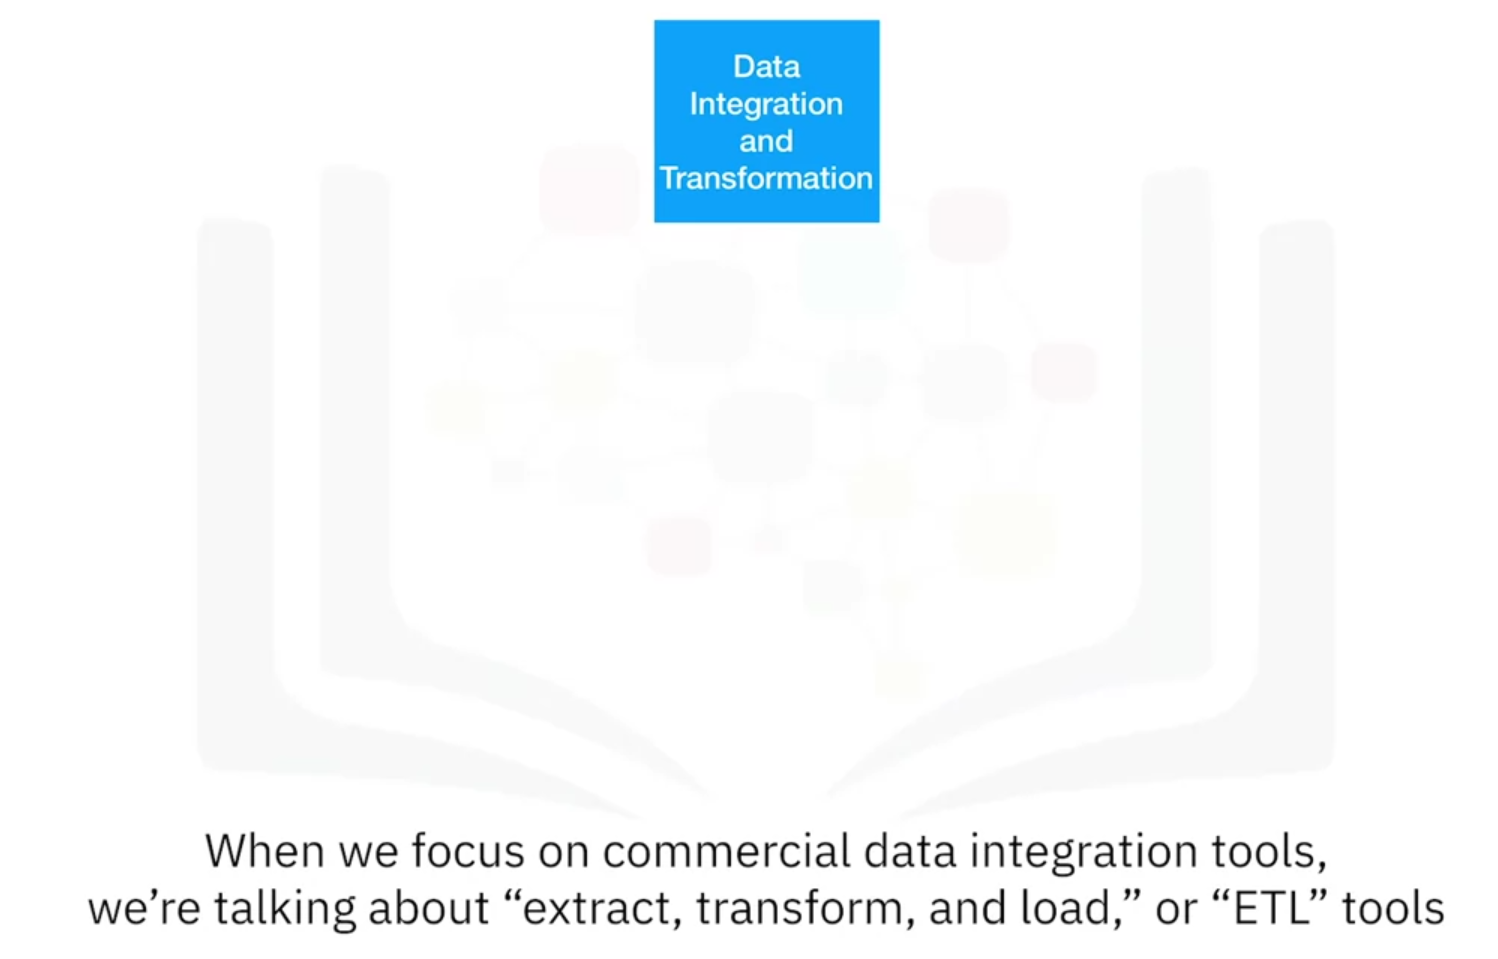 Data
Integration
and
Transformation
When we focus on commercial data integration tools,
we’re talking about “extract, transform, and load,” or “ETL” tools